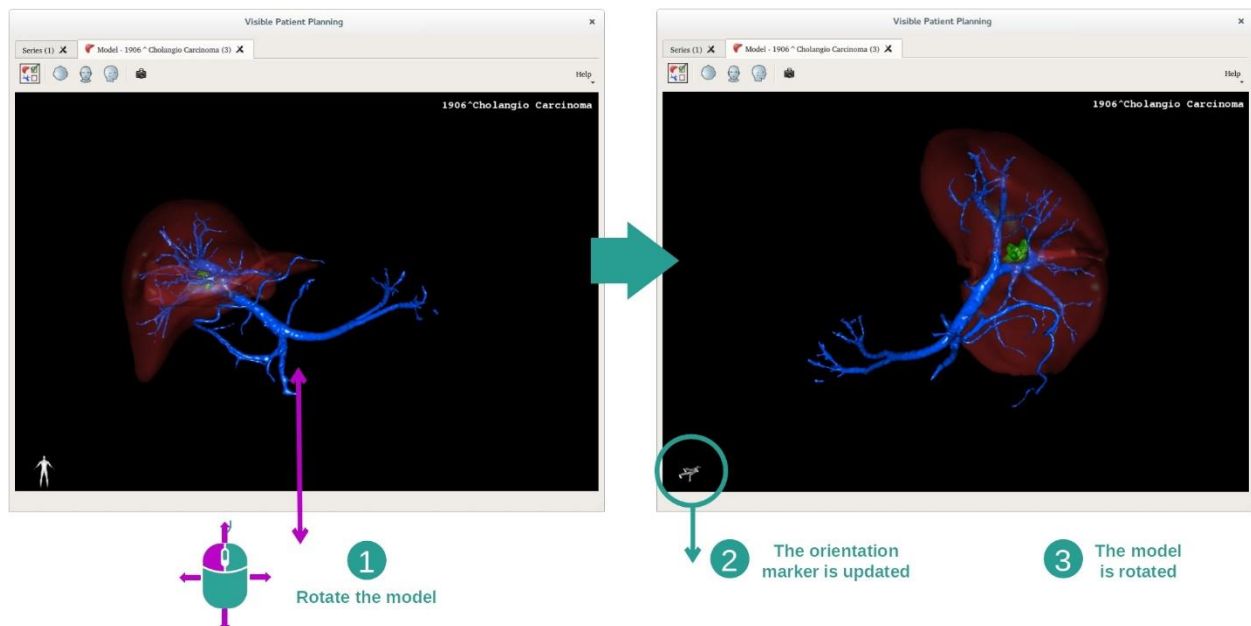 Visible Patient Planning
Series (1)
Model - 1906 ^ Cholangio Carcinoma (3)
Help
1906^Cholangio Carcinoma
Visible Patient Planning
Series (1)
Model - 1906 ^ Cholangio Carcinoma (3)
Help
1906^Cholangio Carcinoma
1
Rotate the model
2
The orientation
marker is updated
3
The model
is rotated